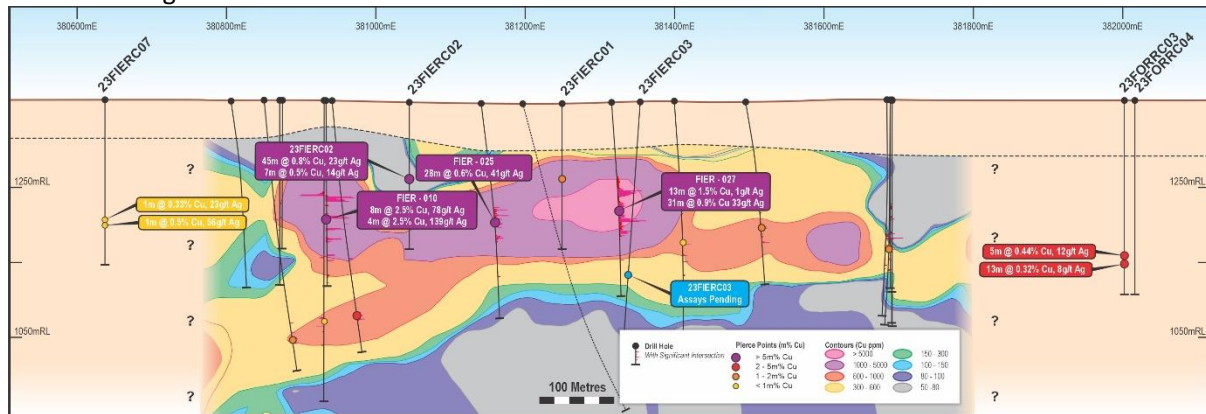 380600mE
380800mE
381000mE
381200mE
381400mE
381600mE
381800mE
382000mE
23FIERC07
23FIERC02
23FIERC01
23FIERC03
23FORRC03
23FORRC04
1250mRL
1050mRL
?
?
?
?
1m @ 0.33% Cu, 22g/t Ag
1m @ 0.5% Cu, 56g/t Ag
23FIERC02
45m @ 0.8% Cu, 23g/t Ag
7m @ 0.5% Cu, 14g/t Ag
FIER - 025
28m @ 0.6% Cu, 41g/t Ag
FIER - 010
8m @ 2.5% Cu, 78g/t Ag
4m @ 2.5% Cu, 139g/t Ag
FIER - 027
13m @ 1.5% Cu, 1g/t Ag
31m @ 0.9% Cu 33g/t Ag
23FIERC03
Assays Pending
?
?
?
?
1250mRL
1050mRL
5m @ 0.44% Cu, 12g/t Ag
13m @ 0.32% Cu, 8g/t Ag
100 Metres
Drill Hole
With Significant Intersection
Pierce Points (m% Cu)
> 5m% Cu
2 - 5m% Cu
1 - 2m% Cu
< 1m% Cu
Contours (Cu ppm)
> 5000
1000 - 5000
600 - 1000
300 - 600
150 - 300
100 - 150
80 - 100
50 - 80